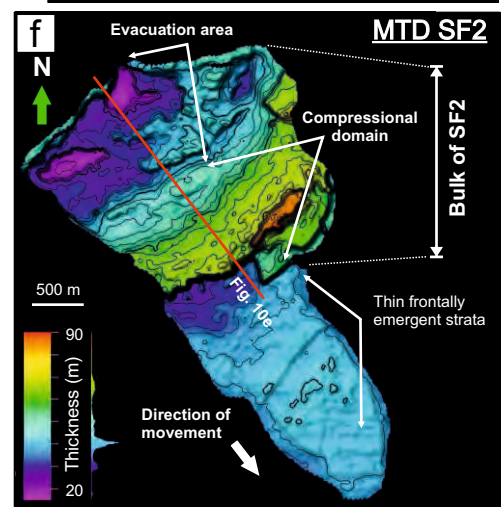 f
MTD SF2
N
Evacuation area
Compressional
domain
Bulk of SF2
500 m
Fig. 10e
Thin frontally
emergent strata
90
Thickness (m)
20
Direction of
movement